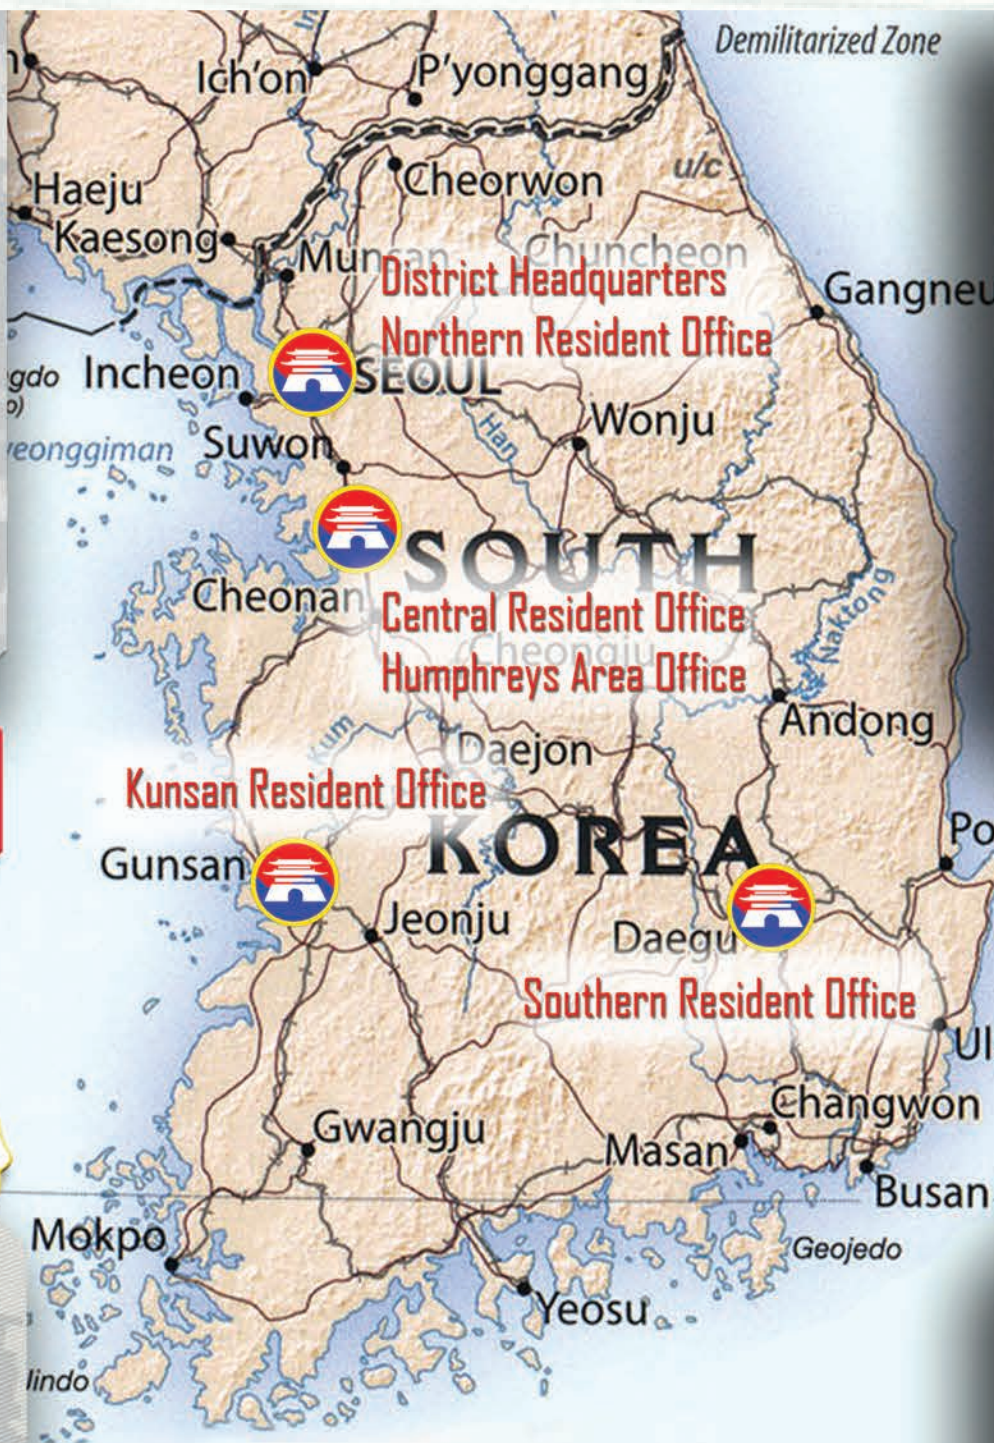 Demilitarized Zone
Ich'on
P'yonggang
u/c
Cheorwon
Haeju
Kaesong
Munsan
Chuncheon
District Headquarters
Gangneu
Northern Resident Office
gdo
Incheon
SEOUL
o)
Wonju
Han
yeonggiman
Suwon
SOUTH
Cheonan
Central Resident Office
Naktong
Cheongju
Humphreys Area Office
Andong
Kum
Daejon
Kunsan Resident Office
KOREA
Po
Gunsan
Jeonju
Daegu
Southern Resident Office
Ul
Changwon
Gwangju
Masan
Busan
Mokpo
Geojedo
Yeosu